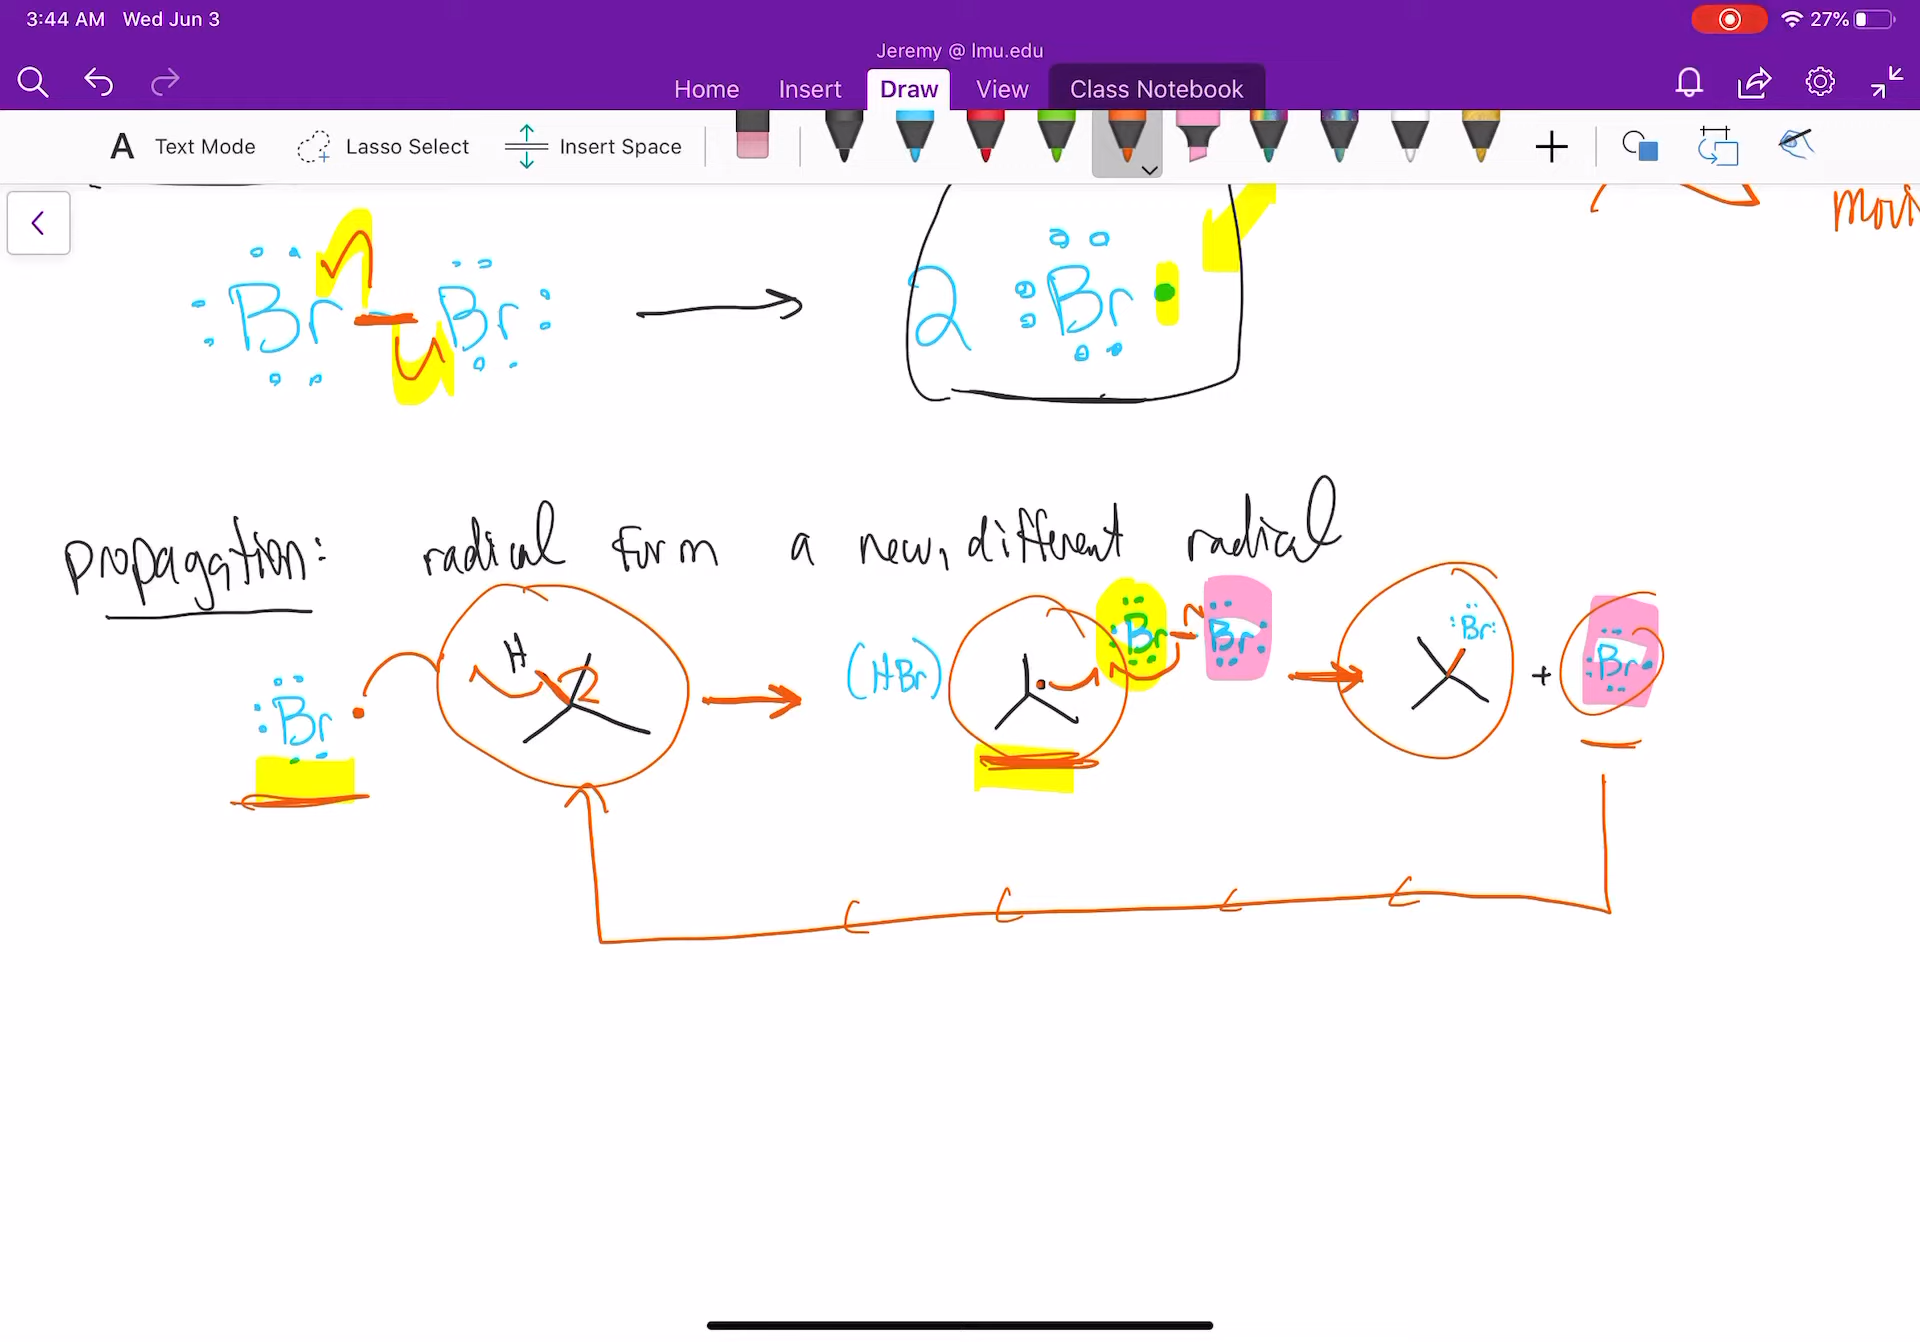 3:44 AM Wed Jun 3
27%
Jeremy @ lmu.edu
Home Insert Draw View Class Notebook
A Text Mode Lasso Select Insert Space
Br Br
2 Br
propagation: radical form a new, different radical
Br H (HBr) Br Br Br + Br